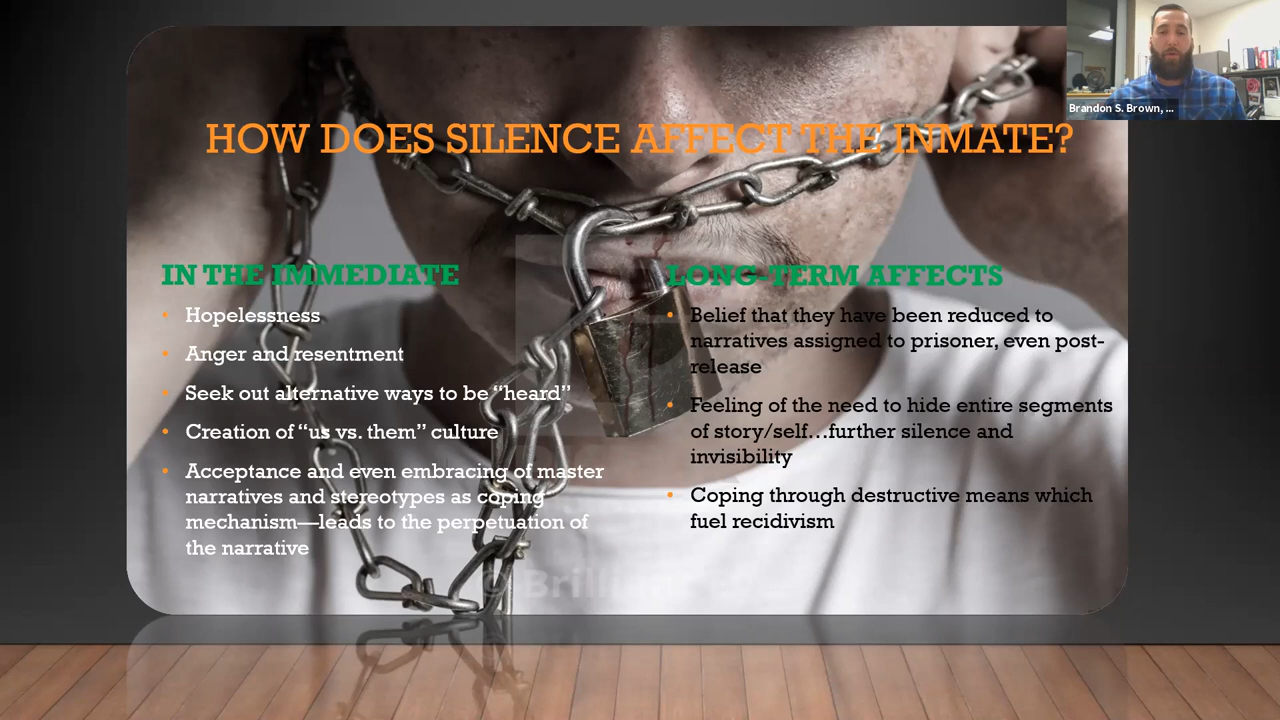 Brandon S. Brown, ...
HOW DOES SILENCE AFFECT THE INMATE?
IN THE IMMEDIATE
• Hopelessness
• Anger and resentment
• Seek out alternative ways to be “heard”
• Creation of “us vs. them” culture
• Acceptance and even embracing of master
narratives and stereotypes as coping
mechanism—leads to the perpetuation of
the narrative
LONG-TERM AFFECTS
• Belief that they have been reduced to
narratives assigned to prisoner, even post-
release
• Feeling of the need to hide entire segments
of story/self…further silence and
invisibility
• Coping through destructive means which
fuel recidivism